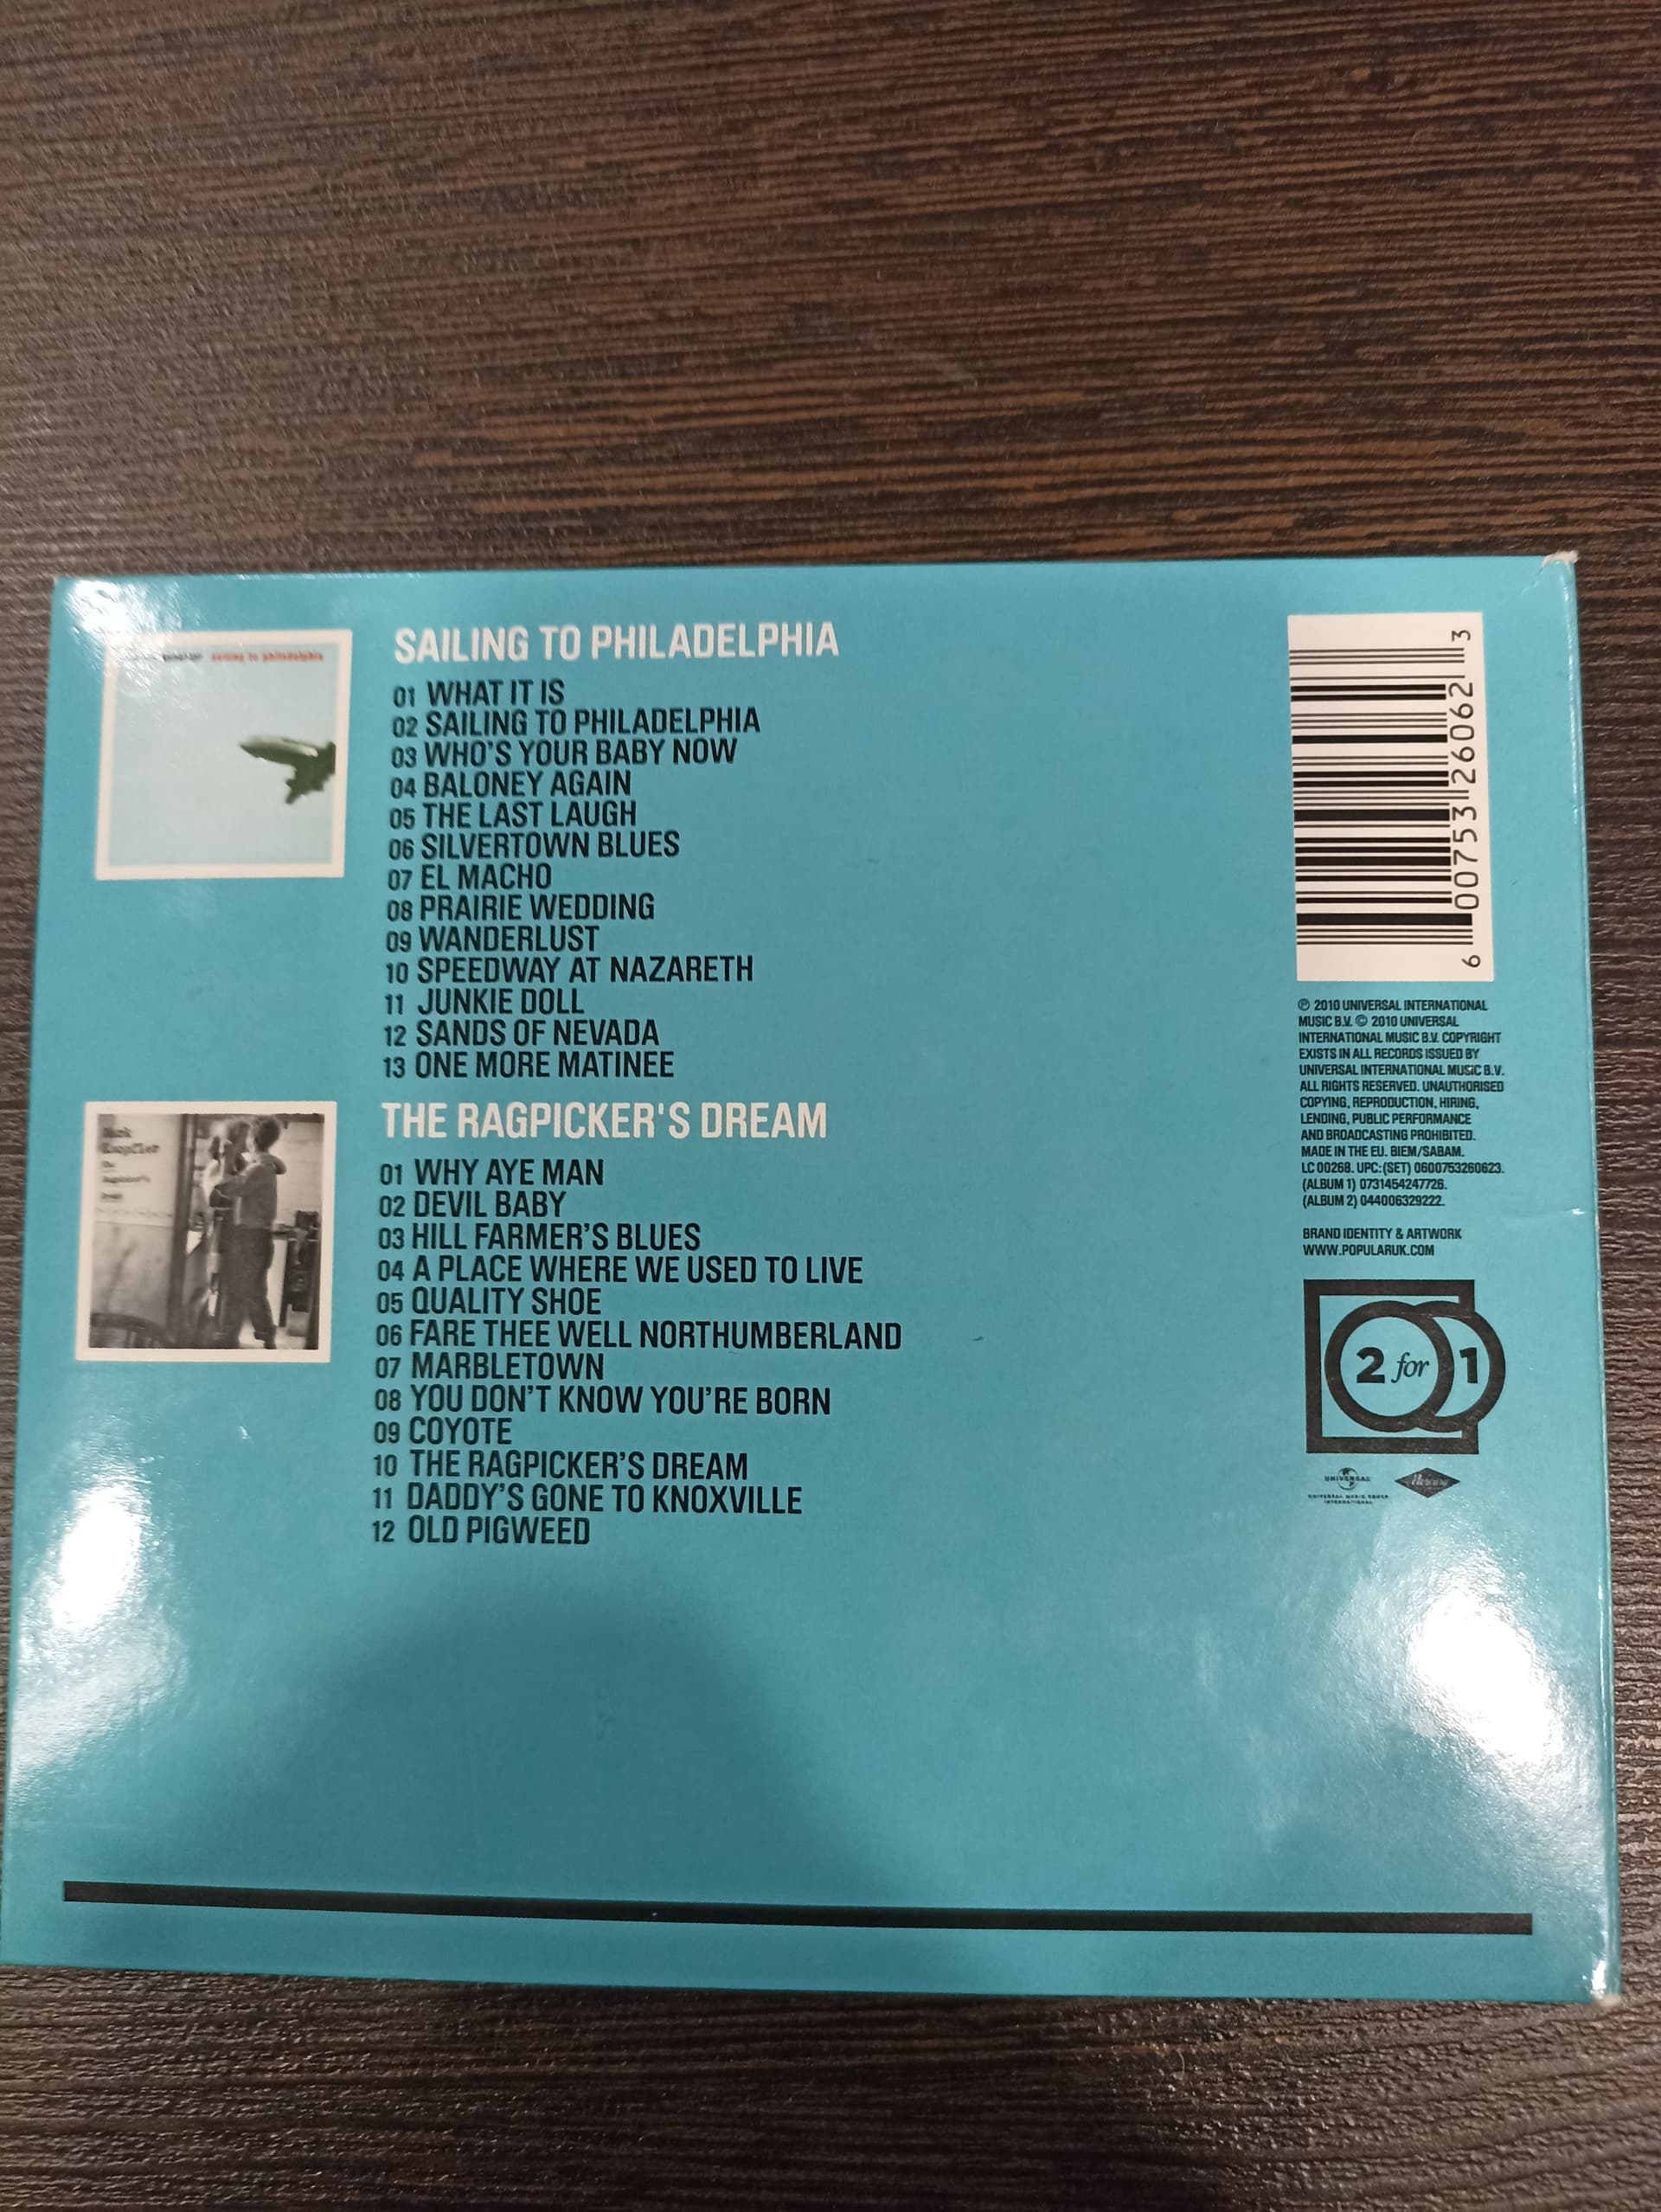 sailing to philadelphia
SAILING TO PHILADELPHIA
01 WHAT IT IS
02 SAILING TO PHILADELPHIA
03 WHO'S YOUR BABY NOW
04 BALONEY AGAIN
05 THE LAST LAUGH
06 SILVERTOWN BLUES
07 EL MACHO
08 PRAIRIE WEDDING
09 WANDERLUST
10 SPEEDWAY AT NAZARETH
11 JUNKIE DOLL
12 SANDS OF NEVADA
13 ONE MORE MATINEE
THE RAGPICKER'S DREAM
01 WHY AYE MAN
02 DEVIL BABY
03 HILL FARMER'S BLUES
04 A PLACE WHERE WE USED TO LIVE
05 QUALITY SHOE
06 FARE THEE WELL NORTHUMBERLAND
07 MARBLETOWN
08 YOU DON'T KNOW YOU'RE BORN
09 COYOTE
10 THE RAGPICKER'S DREAM
11 DADDY'S GONE TO KNOXVILLE
12 OLD PIGWEED
6 00753 26062 3
℗ 2010 UNIVERSAL INTERNATIONAL
MUSIC B.V. © 2010 UNIVERSAL
INTERNATIONAL MUSIC B.V. COPYRIGHT
EXISTS IN ALL RECORDS ISSUED BY
UNIVERSAL INTERNATIONAL MUSIC B.V.
ALL RIGHTS RESERVED. UNAUTHORISED
COPYING, REPRODUCTION, HIRING,
LENDING, PUBLIC PERFORMANCE
AND BROADCASTING PROHIBITED.
MADE IN THE EU. BIEM/SABAM.
LC 00268. UPC: (SET) 0600753260623.
(ALBUM 1) 0731454247726.
(ALBUM 2) 044006329222.
BRAND IDENTITY & ARTWORK
WWW.POPULARUK.COM
2 for 1
UNIVERSAL
UNIVERSAL MUSIC GROUP
INTERNATIONAL